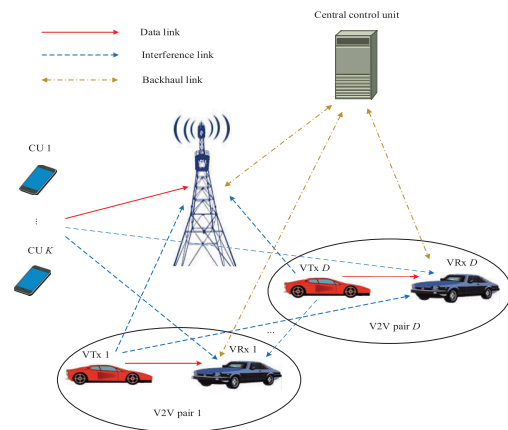 Central control unit
Data link
Interference link
Backhaul link
CU 1
...
CU K
VTx D
VRx D
V2V pair D
...
VTx 1
VRx 1
V2V pair 1